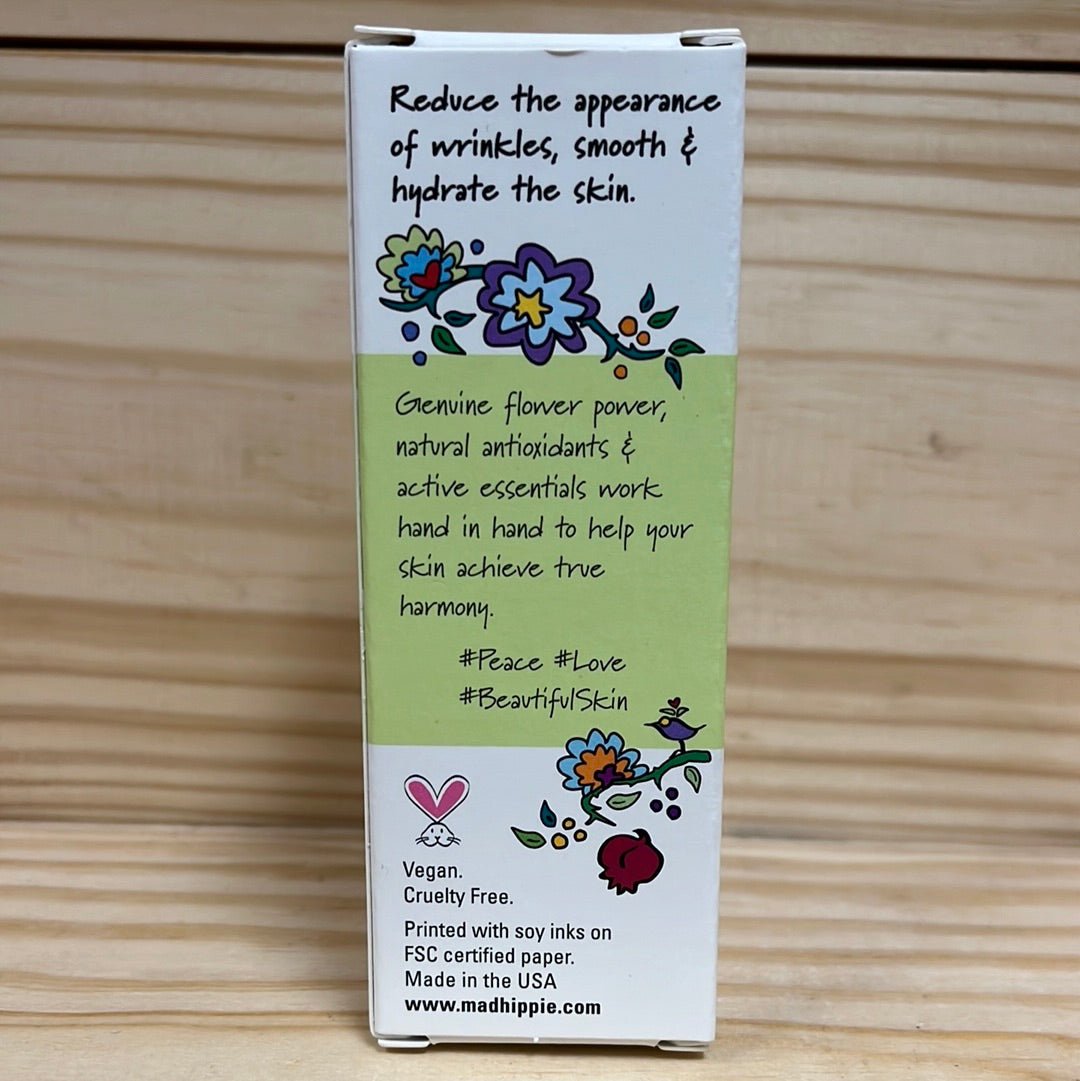 Reduce the appearance
of wrinkles, smooth &
hydrate the skin.
Genuine flower power,
natural antioxidants &
active essentials work
hand in hand to help your
skin achieve true
harmony.
#Peace #Love
#BeautifulSkin
Vegan.
Cruelty Free.
Printed with soy inks on
FSC certified paper.
Made in the USA
www.madhippie.com